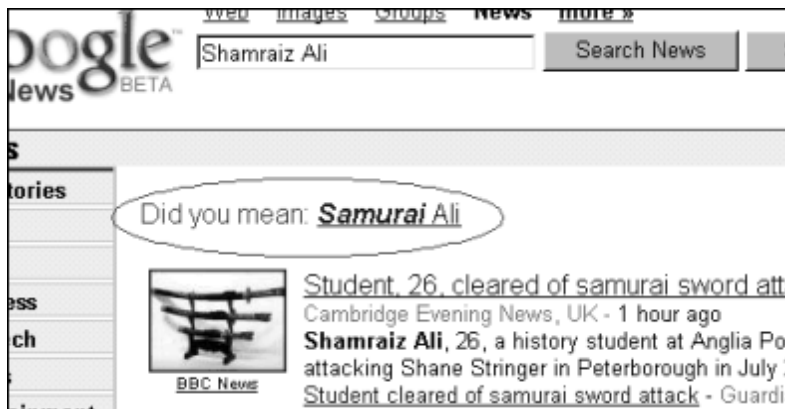 Web Images Groups News more »
oogle
News BETA
Shamraiz Ali
Search News
s
tories
Did you mean: Samurai Ali
ess
ch
s
BBC News
Student, 26, cleared of samurai sword att
Cambridge Evening News, UK - 1 hour ago
Shamraiz Ali, 26, a history student at Anglia Po
attacking Shane Stringer in Peterborough in July
Student cleared of samurai sword attack - Guardi